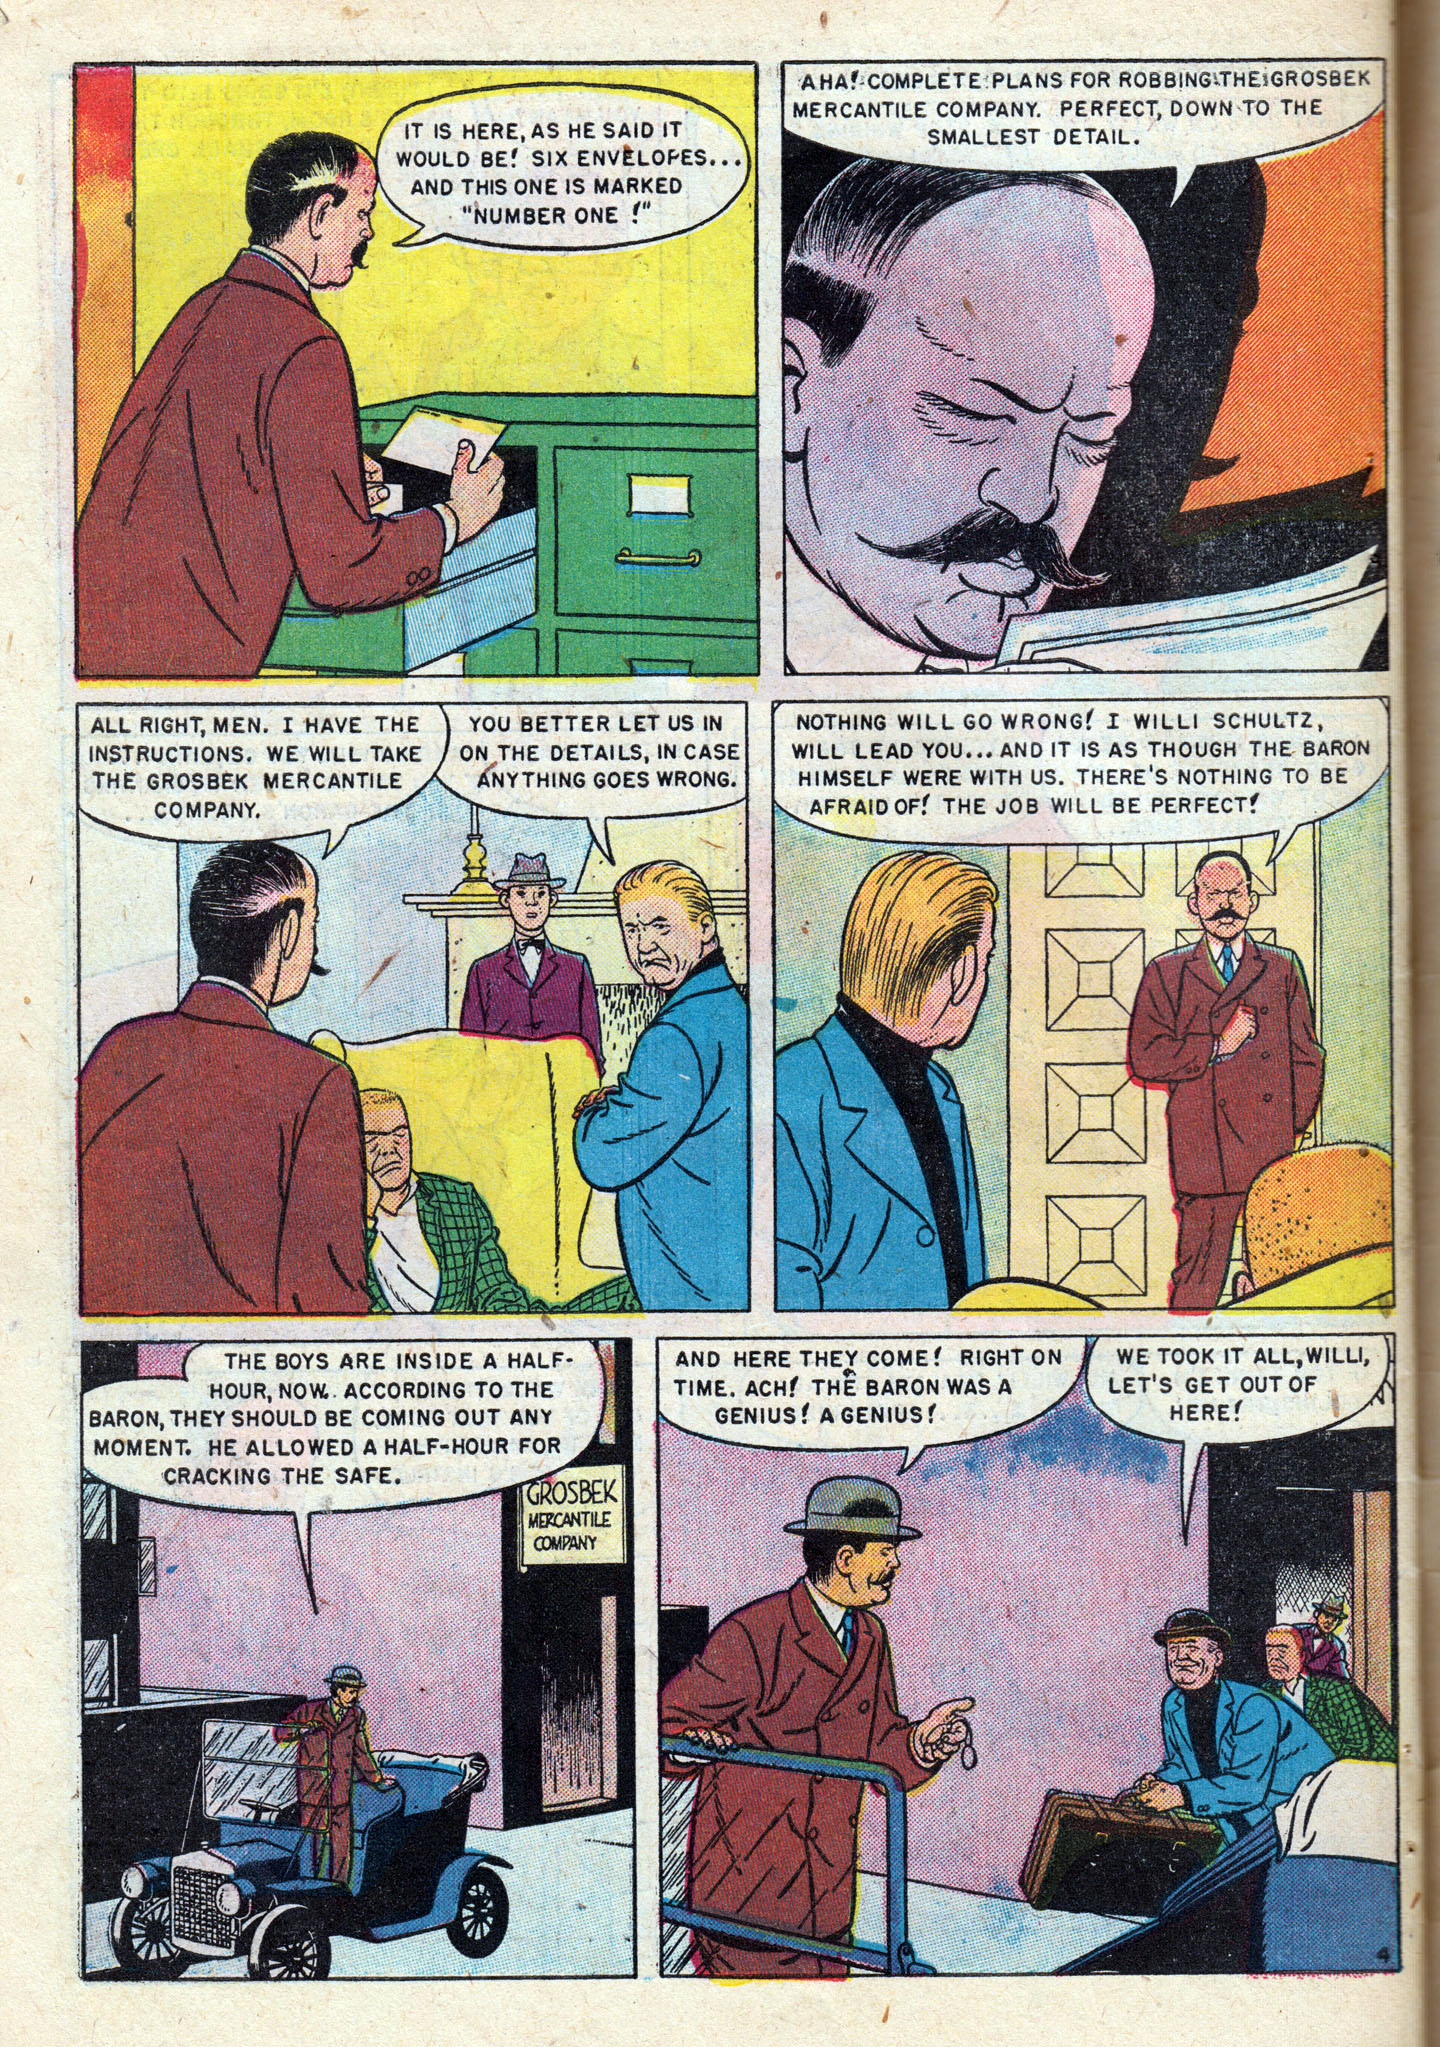 IT IS HERE, AS HE SAID IT
WOULD BE! SIX ENVELOPES...
AND THIS ONE IS MARKED
"NUMBER ONE!"
AHA! COMPLETE PLANS FOR ROBBING THE GROSBEK
MERCANTILE COMPANY. PERFECT, DOWN TO THE
SMALLEST DETAIL.
ALL RIGHT, MEN. I HAVE THE
INSTRUCTIONS. WE WILL TAKE
THE GROSBEK MERCANTILE
COMPANY.
YOU BETTER LET US IN
ON THE DETAILS, IN CASE
ANYTHING GOES WRONG.
NOTHING WILL GO WRONG! I WILLI SCHULTZ,
WILL LEAD YOU... AND IT IS AS THOUGH THE BARON
HIMSELF WERE WITH US. THERE'S NOTHING TO BE
AFRAID OF! THE JOB WILL BE PERFECT!
THE BOYS ARE INSIDE A HALF-
HOUR, NOW. ACCORDING TO THE
BARON, THEY SHOULD BE COMING OUT ANY
MOMENT. HE ALLOWED A HALF-HOUR FOR
CRACKING THE SAFE.
GROSBEK
MERCANTILE
COMPANY
AND HERE THEY COME! RIGHT ON
TIME. ACH! THE BARON WAS A
GENIUS! A GENIUS!
WE TOOK IT ALL, WILLI,
LET'S GET OUT OF
HERE!
4